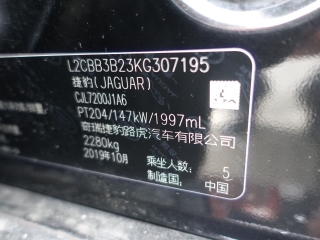 L2CBB3B23KG307195
捷豹(JAGUAR)
CJL7200J1A6
PT204/147kW/1997mL
奇瑞捷豹路虎汽车有限公司
2280kg
2019年10月
乘坐人数： 5
制造国： 中国